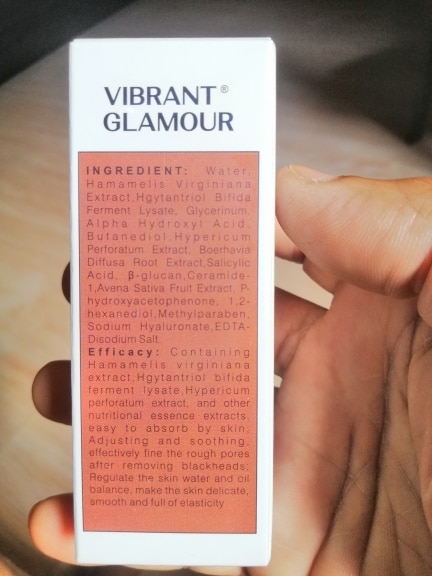 VIBRANT®
GLAMOUR
INGREDIENT: Water,
Hamamelis Virginiana
Extract,Hgytantriol Bifida
Ferment Lysate, Glycerinum,
Alpha Hydroxyl Acid,
Butanediol,Hypericum
Perforatum Extract, Boerhavia
Diffusa Root Extract,Salicylic
Acid, β-glucan,Ceramide-
1,Avena Sativa Fruit Extract, P-
hydroxyacetophenone, 1,2-
hexanediol,Methylparaben,
Sodium Hyaluronate,EDTA-
Disodium Salt
Efficacy: Containing
Hamamelis virginiana
extract,Hgytantriol bifida
ferment lysate,Hypericum
perforatum extract, and other
nutritional essence extracts,
easy to absorb by skin;
Adjusting and soothing,
effectively fine the rough pores
after removing blackheads;
Regulate the skin water and oil
balance, make the skin delicate,
smooth and full of elasticity